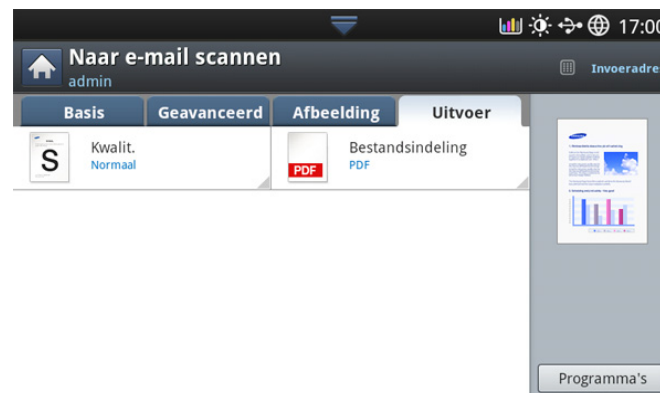 17:00
Naar e-mail scannen
admin
Invoeradre
Basis
Geavanceerd
Afbeelding
Uitvoer
S
Kwalit.
Normaal
PDF
Bestandsindeling
PDF
Programma's